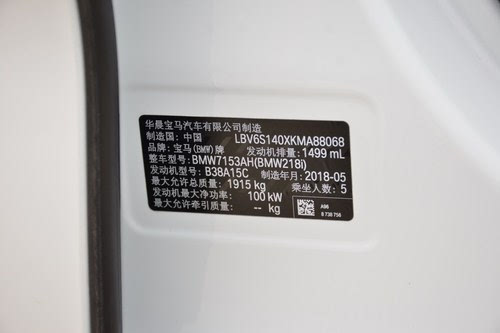 华晨宝马汽车有限公司制造
制造国: 中国 LBV6S140XKMA88068
品牌: 宝马(BMW)牌 发动机排量: 1499 mL
整车型号: BMW7153AH(BMW218i)
发动机型号: B38A15C 制造年月: 2018-05
最大允许总质量: 1915 kg 乘坐人数: 5
发动机最大净功率: 100 kW
最大允许牵引质量: -- kg
A96
8 738 758